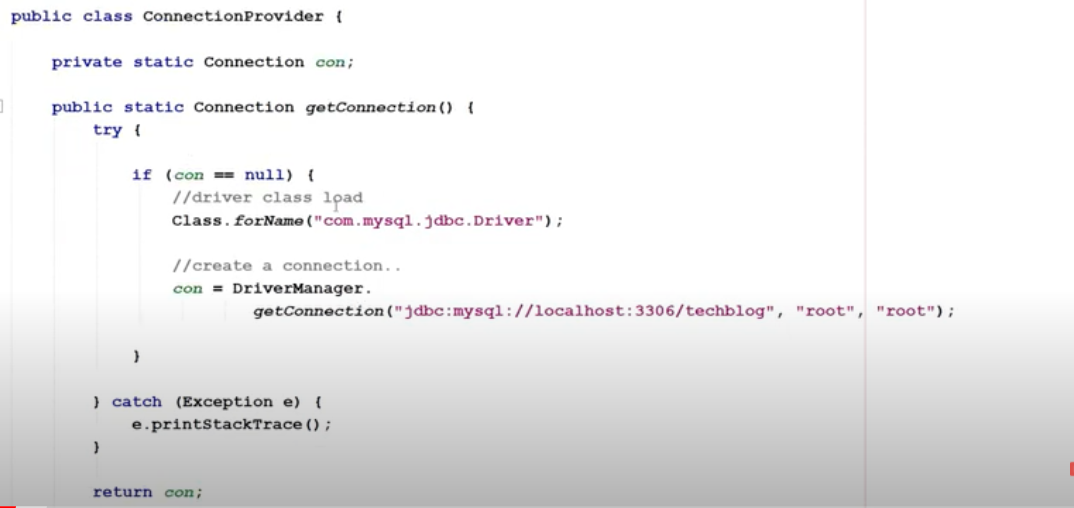 public class ConnectionProvider {
private static Connection con;
public static Connection getConnection() {
try {
if (con == null) {
//driver class load
Class.forName("com.mysql.jdbc.Driver");
//create a connection..
con = DriverManager.
getConnection("jdbc:mysql://localhost:3306/techblog", "root", "root");
}
} catch (Exception e) {
e.printStackTrace();
}
return con;